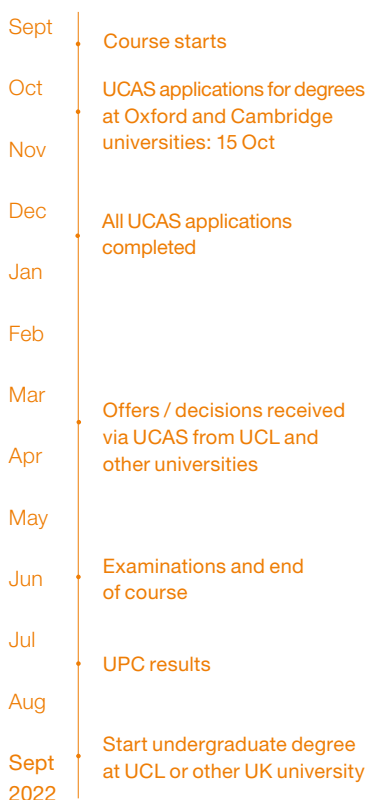 Sept
Course starts
Oct
UCAS applications for degrees
at Oxford and Cambridge
universities: 15 Oct
Nov
Dec
All UCAS applications
completed
Jan
Feb
Mar
Offers / decisions received
via UCAS from UCL and
other universities
Apr
May
Jun
Examinations and end
of course
Jul
UPC results
Aug
Sept
2022
Start undergraduate degree
at UCL or other UK university